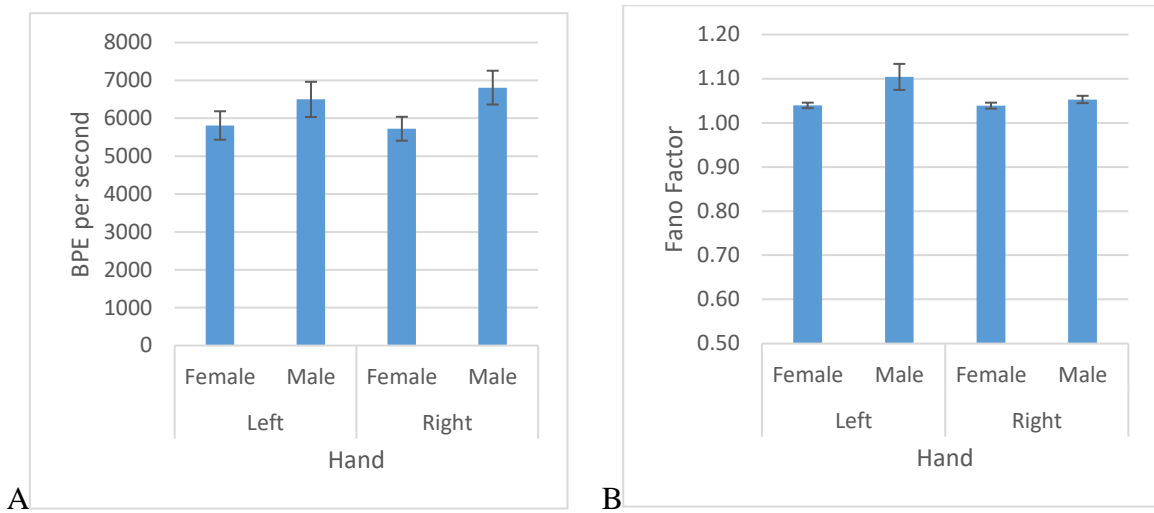 BPE per second
8000
7000
6000
5000
4000
3000
2000
1000
0
Female Male Female Male
Left Right
Hand
A
Fano Factor
1.20
1.10
1.00
0.90
0.80
0.70
0.60
0.50
Female Male Female Male
Left Right
Hand
B